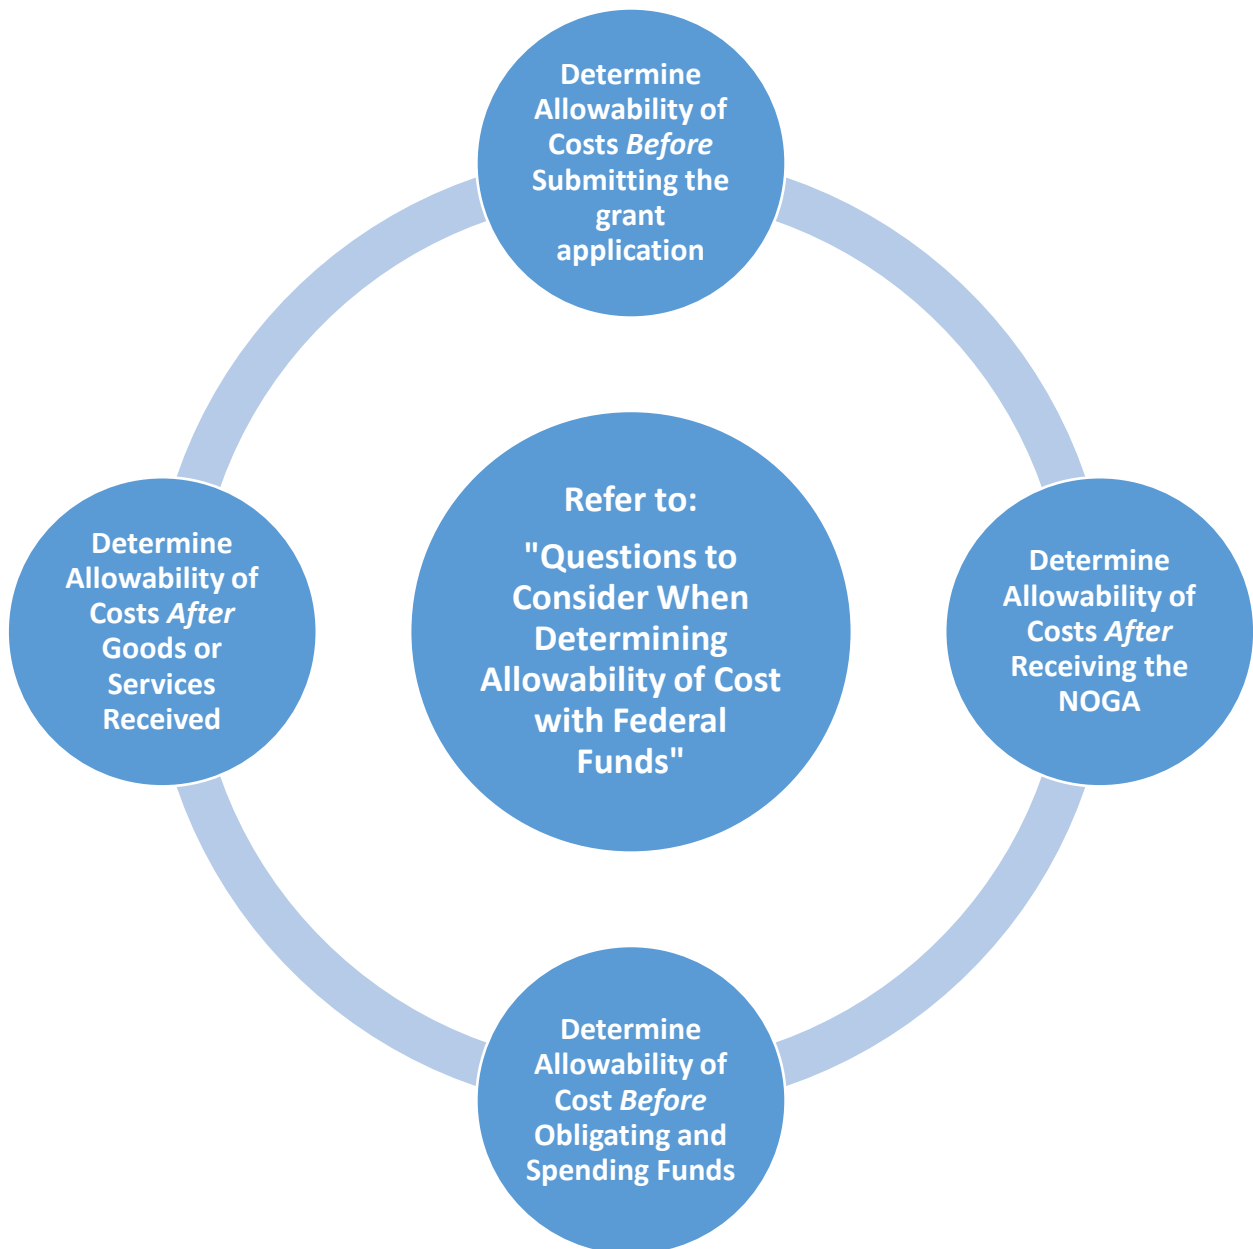 Determine
Allowability of
Costs Before
Submitting the
grant
application
Determine
Allowability of
Costs After
Receiving the
NOGA
Determine
Allowability of
Cost Before
Obligating and
Spending Funds
Determine
Allowability of
Costs After
Goods or
Services
Received
Refer to:
"Questions to
Consider When
Determining
Allowability of Cost
with Federal
Funds"